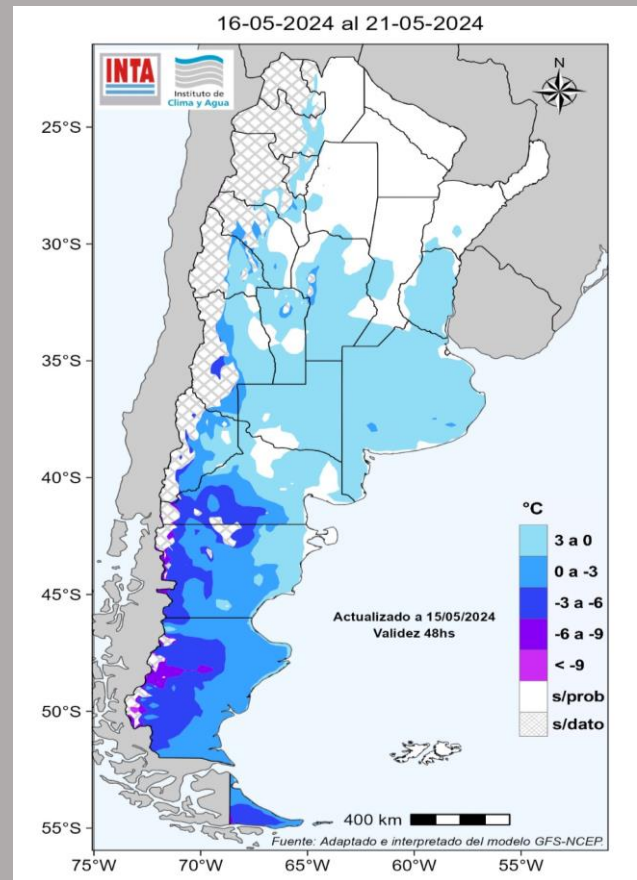 16-05-2024 al 21-05-2024
INTA
Instituto de
Clima y Agua
N
25°S
30°S
35°S
40°S
45°S
50°S
55°S
°C
3 a 0
0 a -3
-3 a -6
-6 a -9
< -9
s/prob
s/dato
Actualizado a 15/05/2024
Validez 48hs
400 km
Fuente: Adaptado e interpretado del modelo GFS-NCEP.
75°W
70°W
65°W
60°W
55°W